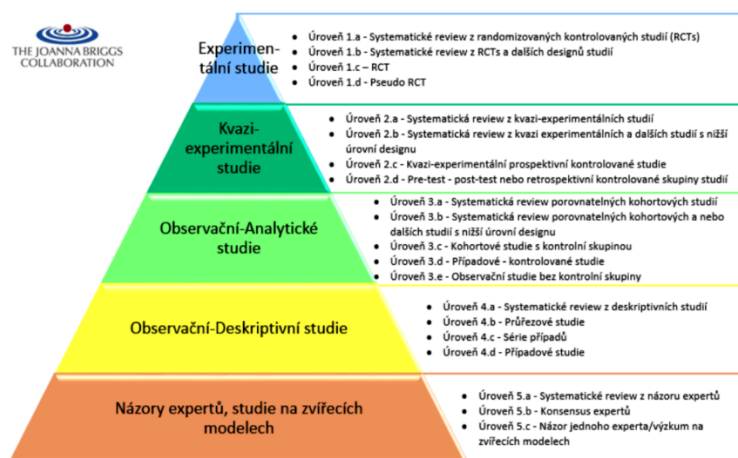 THE JOANNA BRIGGS
COLLABORATION
Experimen-
tální studie
• Úroveň 1.a - Systematické review z randomizovaných kontrolovaných studií (RCTs)
• Úroveň 1.b - Systematické review z RCTs a dalších designů studií
• Úroveň 1.c – RCT
• Úroveň 1.d - Pseudo RCT
Kvazi-
experimentální
studie
• Úroveň 2.a - Systematická review z kvazi-experimentálních studií
• Úroveň 2.b - Systematická review z kvazi experimentálních a dalších studií s nižší
úrovní designu
• Úroveň 2.c - Kvazi-experimentální prospektivní kontrolované studie
• Úroveň 2.d - Pre-test - post-test nebo retrospektivní kontrolované skupiny studií
Observační-Analytické
studie
• Úroveň 3.a - Systematická review porovnatelných kohortových studií
• Úroveň 3.b - Systematická review porovnatelných kohortových a nebo
dalších studií s nižší úrovní designu
• Úroveň 3.c - Kohortové studie s kontrolní skupinou
• Úroveň 3.d - Případové - kontrolované studie
• Úroveň 3.e - Observační studie bez kontrolní skupiny
Observační-Deskriptivní studie
• Úroveň 4.a - Systematické review z deskriptivních studií
• Úroveň 4.b - Průřezové studie
• Úroveň 4.c - Série případů
• Úroveň 4.d - Případové studie
Názory expertů, studie na zvířecích
modelech
• Úroveň 5.a - Systematické review z názoru expertů
• Úroveň 5.b - Konsensus expertů
• Úroveň 5.c - Názor jednoho experta/výzkum na
zvířecích modelech